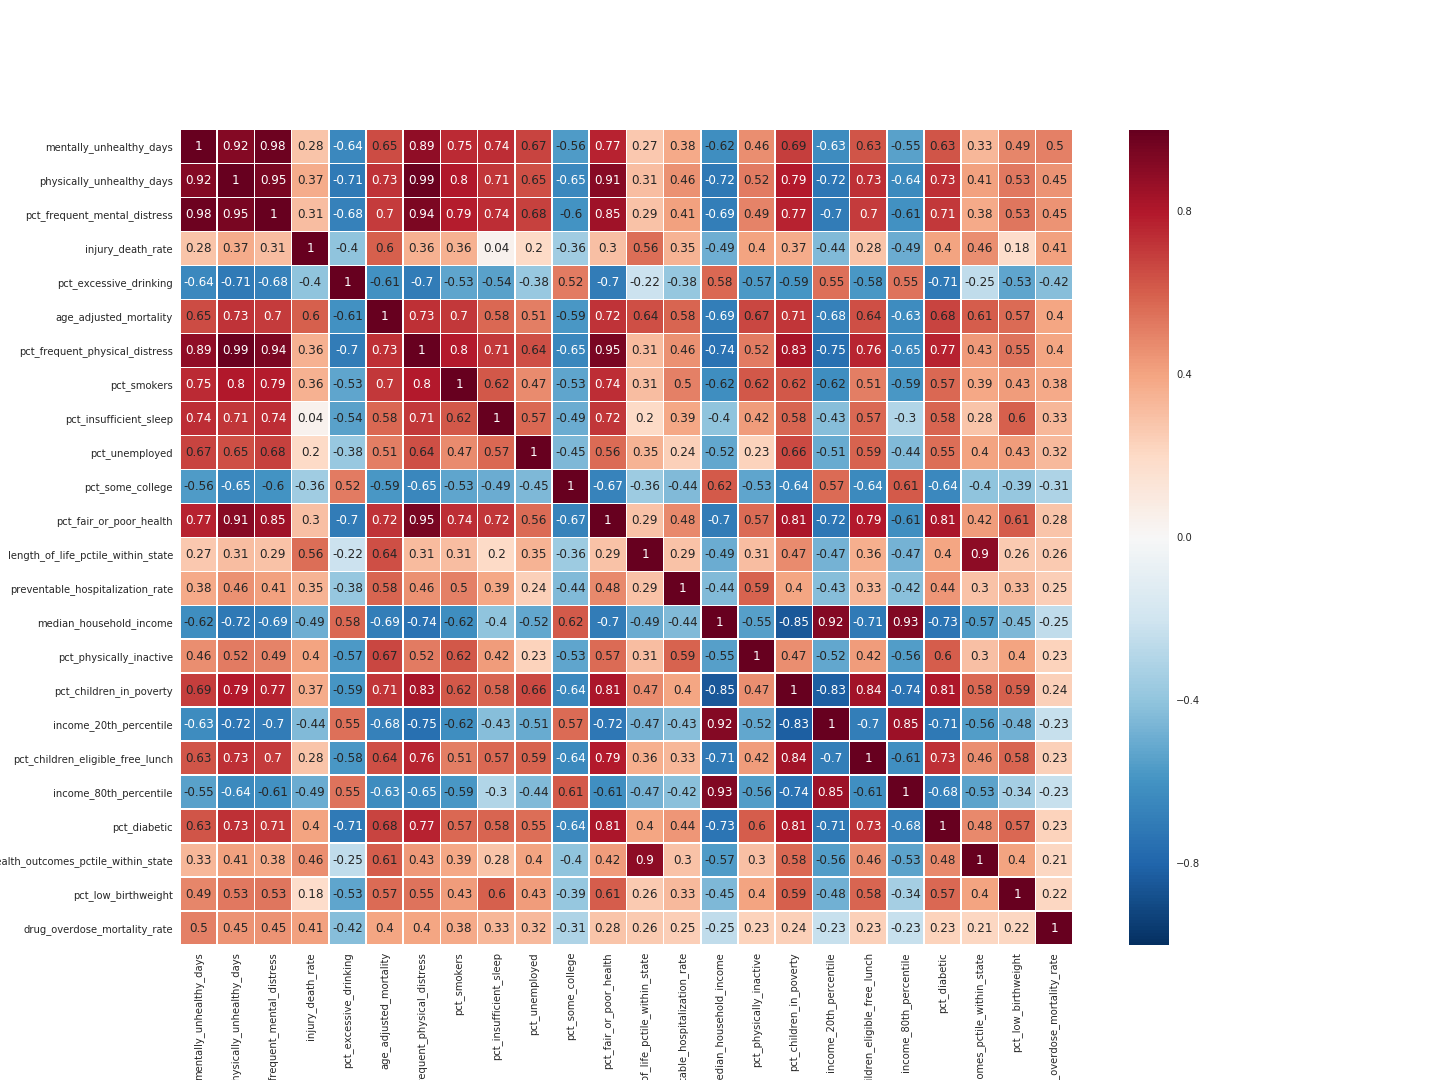 mentally_unhealthy_days 1 0.92 0.98 0.28 -0.64 0.65 0.89 0.75 0.74 0.67 -0.56 0.77 0.27 0.38 -0.62 0.46 0.69 -0.63 0.63 -0.55 0.63 0.33 0.49 0.5
physically_unhealthy_days 0.92 1 0.95 0.37 -0.71 0.73 0.99 0.8 0.71 0.65 -0.65 0.91 0.31 0.46 -0.72 0.52 0.79 -0.72 0.73 -0.64 0.73 0.41 0.53 0.45
pct_frequent_mental_distress 0.98 0.95 1 0.31 -0.68 0.7 0.94 0.79 0.74 0.68 -0.6 0.85 0.29 0.41 -0.69 0.49 0.77 -0.7 0.7 -0.61 0.71 0.38 0.53 0.45
0.8
injury_death_rate 0.28 0.37 0.31 1 -0.4 0.6 0.36 0.36 0.04 0.2 -0.36 0.3 0.56 0.35 -0.49 0.4 0.37 -0.44 0.28 -0.49 0.4 0.46 0.18 0.41
pct_excessive_drinking -0.64 -0.71 -0.68 -0.4 1 -0.61 -0.7 -0.53 -0.54 -0.38 0.52 -0.7 -0.22 -0.38 0.58 -0.57 -0.59 0.55 -0.58 0.55 -0.71 -0.25 -0.53 -0.42
age_adjusted_mortality 0.65 0.73 0.7 0.6 -0.61 1 0.73 0.7 0.58 0.51 -0.59 0.72 0.64 0.58 -0.69 0.67 0.71 -0.68 0.64 -0.63 0.68 0.61 0.57 0.4
pct_frequent_physical_distress 0.89 0.99 0.94 0.36 -0.7 0.73 1 0.8 0.71 0.64 -0.65 0.95 0.31 0.46 -0.74 0.52 0.83 -0.75 0.76 -0.65 0.77 0.43 0.55 0.4
0.4
pct_smokers 0.75 0.8 0.79 0.36 -0.53 0.7 0.8 1 0.62 0.47 -0.53 0.74 0.31 0.5 -0.62 0.62 0.62 -0.62 0.51 -0.59 0.57 0.39 0.43 0.38
pct_insufficient_sleep 0.74 0.71 0.74 0.04 -0.54 0.58 0.71 0.62 1 0.57 -0.49 0.72 0.2 0.39 -0.4 0.42 0.58 -0.43 0.57 -0.3 0.58 0.28 0.6 0.33
pct_unemployed 0.67 0.65 0.68 0.2 -0.38 0.51 0.64 0.47 0.57 1 -0.45 0.56 0.35 0.24 -0.52 0.23 0.66 -0.51 0.59 -0.44 0.55 0.4 0.43 0.32
pct_some_college -0.56 -0.65 -0.6 -0.36 0.52 -0.59 -0.65 -0.53 -0.49 -0.45 1 -0.67 -0.36 -0.44 0.62 -0.53 -0.64 0.57 -0.64 0.61 -0.64 -0.4 -0.39 -0.31
pct_fair_or_poor_health 0.77 0.91 0.85 0.3 -0.7 0.72 0.95 0.74 0.72 0.56 -0.67 1 0.29 0.48 -0.7 0.57 0.81 -0.72 0.79 -0.61 0.81 0.42 0.61 0.28
0.0
length_of_life_pctile_within_state 0.27 0.31 0.29 0.56 -0.22 0.64 0.31 0.31 0.2 0.35 -0.36 0.29 1 0.29 -0.49 0.31 0.47 -0.47 0.36 -0.47 0.4 0.9 0.26 0.26
preventable_hospitalization_rate 0.38 0.46 0.41 0.35 -0.38 0.58 0.46 0.5 0.39 0.24 -0.44 0.48 0.29 1 -0.44 0.59 0.4 -0.43 0.33 -0.42 0.44 0.3 0.33 0.25
median_household_income -0.62 -0.72 -0.69 -0.49 0.58 -0.69 -0.74 -0.62 -0.4 -0.52 0.62 -0.7 -0.49 -0.44 1 -0.55 -0.85 0.92 -0.71 0.93 -0.73 -0.57 -0.45 -0.25
pct_physically_inactive 0.46 0.52 0.49 0.4 -0.57 0.67 0.52 0.62 0.42 0.23 -0.53 0.57 0.31 0.59 -0.55 1 0.47 -0.52 0.42 -0.56 0.6 0.3 0.4 0.23
pct_children_in_poverty 0.69 0.79 0.77 0.37 -0.59 0.71 0.83 0.62 0.58 0.66 -0.64 0.81 0.47 0.4 -0.85 0.47 1 -0.83 0.84 -0.74 0.81 0.58 0.59 0.24
−0.4
income_20th_percentile -0.63 -0.72 -0.7 -0.44 0.55 -0.68 -0.75 -0.62 -0.43 -0.51 0.57 -0.72 -0.47 -0.43 0.92 -0.52 -0.83 1 -0.7 0.85 -0.71 -0.56 -0.48 -0.23
pct_children_eligible_free_lunch 0.63 0.73 0.7 0.28 -0.58 0.64 0.76 0.51 0.57 0.59 -0.64 0.79 0.36 0.33 -0.71 0.42 0.84 -0.7 1 -0.61 0.73 0.46 0.58 0.23
income_80th_percentile -0.55 -0.64 -0.61 -0.49 0.55 -0.63 -0.65 -0.59 -0.3 -0.44 0.61 -0.61 -0.47 -0.42 0.93 -0.56 -0.74 0.85 -0.61 1 -0.68 -0.53 -0.34 -0.23
pct_diabetic 0.63 0.73 0.71 0.4 -0.71 0.68 0.77 0.57 0.58 0.55 -0.64 0.81 0.4 0.44 -0.73 0.6 0.81 -0.71 0.73 -0.68 1 0.48 0.57 0.23
ealth_outcomes_pctile_within_state 0.33 0.41 0.38 0.46 -0.25 0.61 0.43 0.39 0.28 0.4 -0.4 0.42 0.9 0.3 -0.57 0.3 0.58 -0.56 0.46 -0.53 0.48 1 0.4 0.21
−0.8
pct_low_birthweight 0.49 0.53 0.53 0.18 -0.53 0.57 0.55 0.43 0.6 0.43 -0.39 0.61 0.26 0.33 -0.45 0.4 0.59 -0.48 0.58 -0.34 0.57 0.4 1 0.22
drug_overdose_mortality_rate 0.5 0.45 0.45 0.41 -0.42 0.4 0.4 0.38 0.33 0.32 -0.31 0.28 0.26 0.25 -0.25 0.23 0.24 -0.23 0.23 -0.23 0.23 0.21 0.22 1
mentally_unhealthy_days
hysically_unhealthy_days
frequent_mental_distress
injury_death_rate
pct_excessive_drinking
age_adjusted_mortality
equent_physical_distress
pct_smokers
pct_insufficient_sleep
pct_unemployed
pct_some_college
pct_fair_or_poor_health
of_life_pctile_within_state
table_hospitalization_rate
edian_household_income
pct_physically_inactive
pct_children_in_poverty
income_20th_percentile
ildren_eligible_free_lunch
income_80th_percentile
pct_diabetic
omes_pctile_within_state
pct_low_birthweight
_overdose_mortality_rate